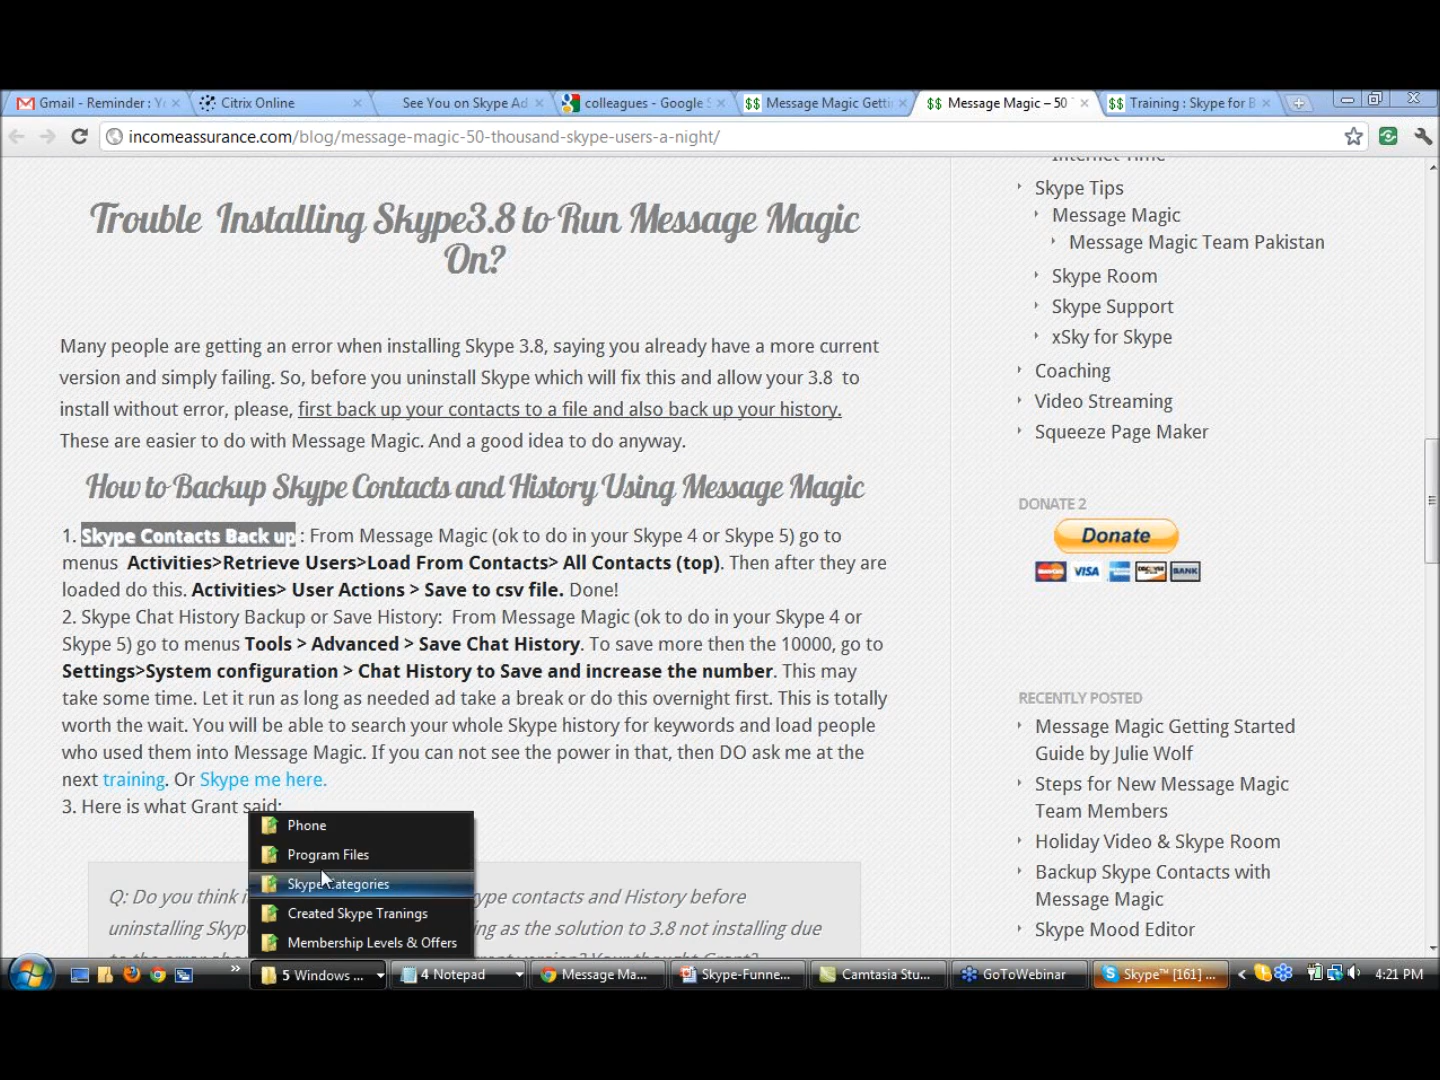 Gmail - Reminder : Yo
Citrix Online
See You on Skype Ad
colleagues - Google S
$$ Message Magic Getti
$$ Message Magic – 50
$$ Training : Skype for B
incomeassurance.com/blog/message-magic-50-thousand-skype-users-a-night/
Trouble Installing Skype3.8 to Run Message Magic
On?
Many people are getting an error when installing Skype 3.8, saying you already have a more current
version and simply failing. So, before you uninstall Skype which will fix this and allow your 3.8 to
install without error, please, first back up your contacts to a file and also back up your history.
These are easier to do with Message Magic. And a good idea to do anyway.
How to Backup Skype Contacts and History Using Message Magic
1. Skype Contacts Back up : From Message Magic (ok to do in your Skype 4 or Skype 5) go to
menus Activities>Retrieve Users>Load From Contacts> All Contacts (top). Then after they are
loaded do this. Activities> User Actions > Save to csv file. Done!
2. Skype Chat History Backup or Save History: From Message Magic (ok to do in your Skype 4 or
Skype 5) go to menus Tools > Advanced > Save Chat History. To save more then the 10000, go to
Settings>System configuration > Chat History to Save and increase the number. This may
take some time. Let it run as long as needed ad take a break or do this overnight first. This is totally
worth the wait. You will be able to search your whole Skype history for keywords and load people
who used them into Message Magic. If you can not see the power in that, then DO ask me at the
next training. Or Skype me here.
3. Here is what Grant said:
Q: Do you think i
ype contacts and History before
uninstalling Skyp
ing as the solution to 3.8 not installing due
Internet Time
Skype Tips
Message Magic
Message Magic Team Pakistan
Skype Room
Skype Support
xSky for Skype
Coaching
Video Streaming
Squeeze Page Maker
DONATE 2
Donate
VISA
BANK
RECENTLY POSTED
Message Magic Getting Started
Guide by Julie Wolf
Steps for New Message Magic
Team Members
Holiday Video & Skype Room
Backup Skype Contacts with
Message Magic
Skype Mood Editor
Phone
Program Files
Skype Categories
Created Skype Tranings
Membership Levels & Offers
5 Windows ...
4 Notepad
Message Ma...
Skype-Funne...
Camtasia Stu...
GoToWebinar
Skype™ [161] ...
4:21 PM